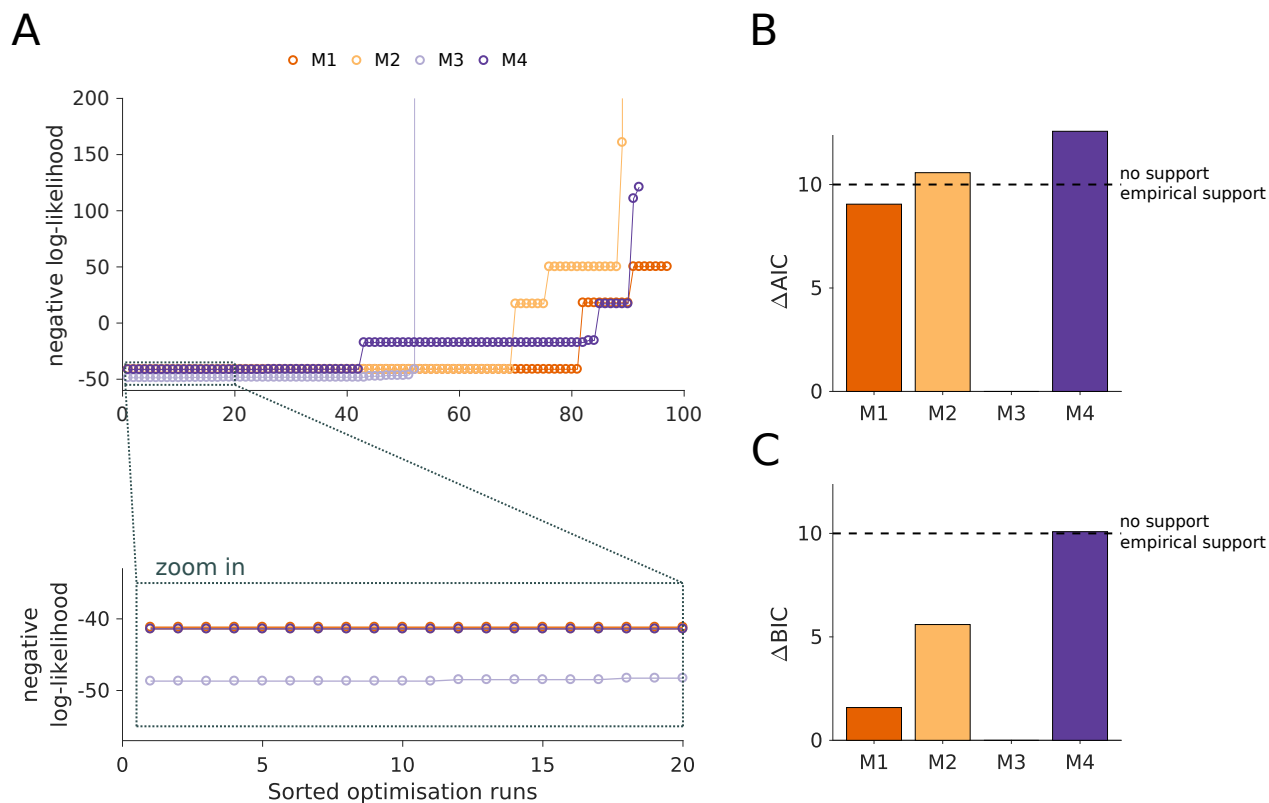 A
M1 M2 M3 M4
negative log-likelihood
200
150
100
50
0
-50
0 20 40 60 80 100
zoom in
negative
log-likelihood
-40
-50
0 5 10 15 20
Sorted optimisation runs
B
ΔAIC
10
5
0
no support
empirical support
M1 M2 M3 M4
C
ΔBIC
10
5
0
no support
empirical support
M1 M2 M3 M4